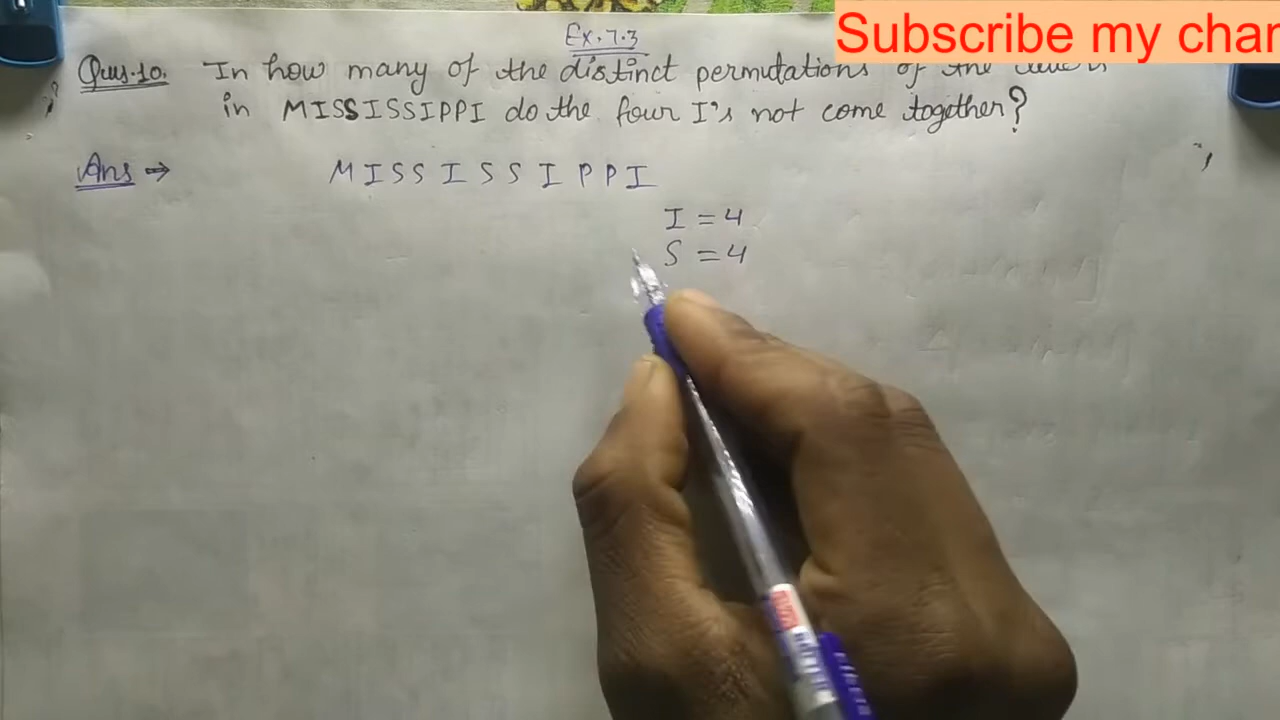 Subscribe my char
Ex. 7.3
Ques.10. In how many of the distinct permutations of the
in MISSISSIPPI do the four I's not come together?
Ans ⇒ M I S S I S S I P P I
I = 4
S = 4